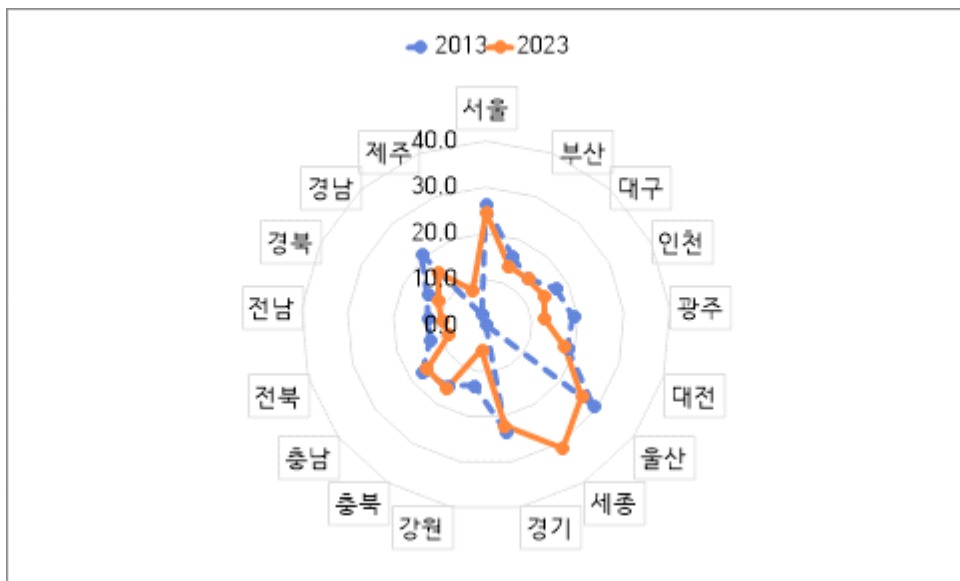 2013 2023
서울
40.0
제주 부산
30.0
경남 대구
20.0
경북 인천
10.0
전남 광주
0.0
전북 대전
충남 울산
충북 세종
강원 경기